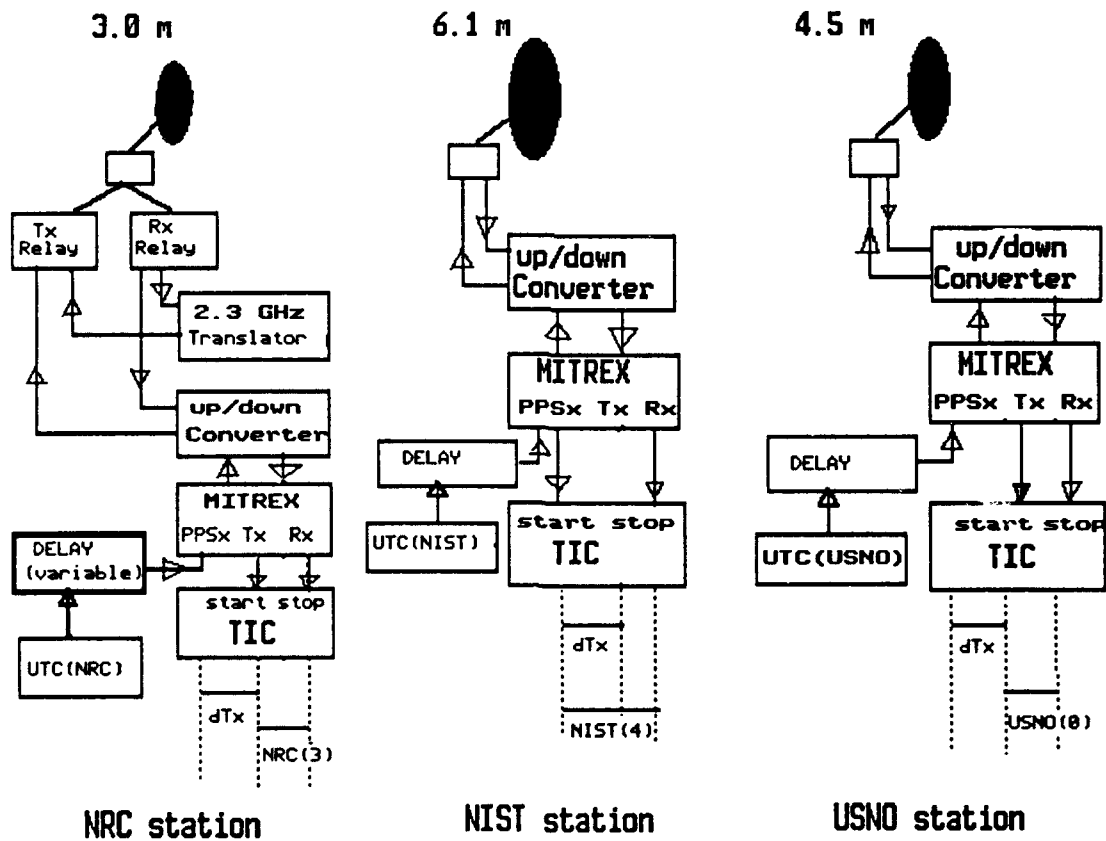 3.0 m
6.1 m
4.5 m
Tx
Relay
Rx
Relay
2.3 GHz
Translator
up/down
Converter
MITREX
PPSx Tx Rx
DELAY
(variable)
UTC(NRC)
start stop
TIC
dTx
NRC(3)
NRC station
up/down
Converter
MITREX
PPSx Tx Rx
DELAY
UTC(NIST)
start stop
TIC
dTx
NIST(4)
NIST station
up/down
Converter
MITREX
PPSx Tx Rx
DELAY
UTC(USNO)
start stop
TIC
dTx
USNO(0)
USNO station